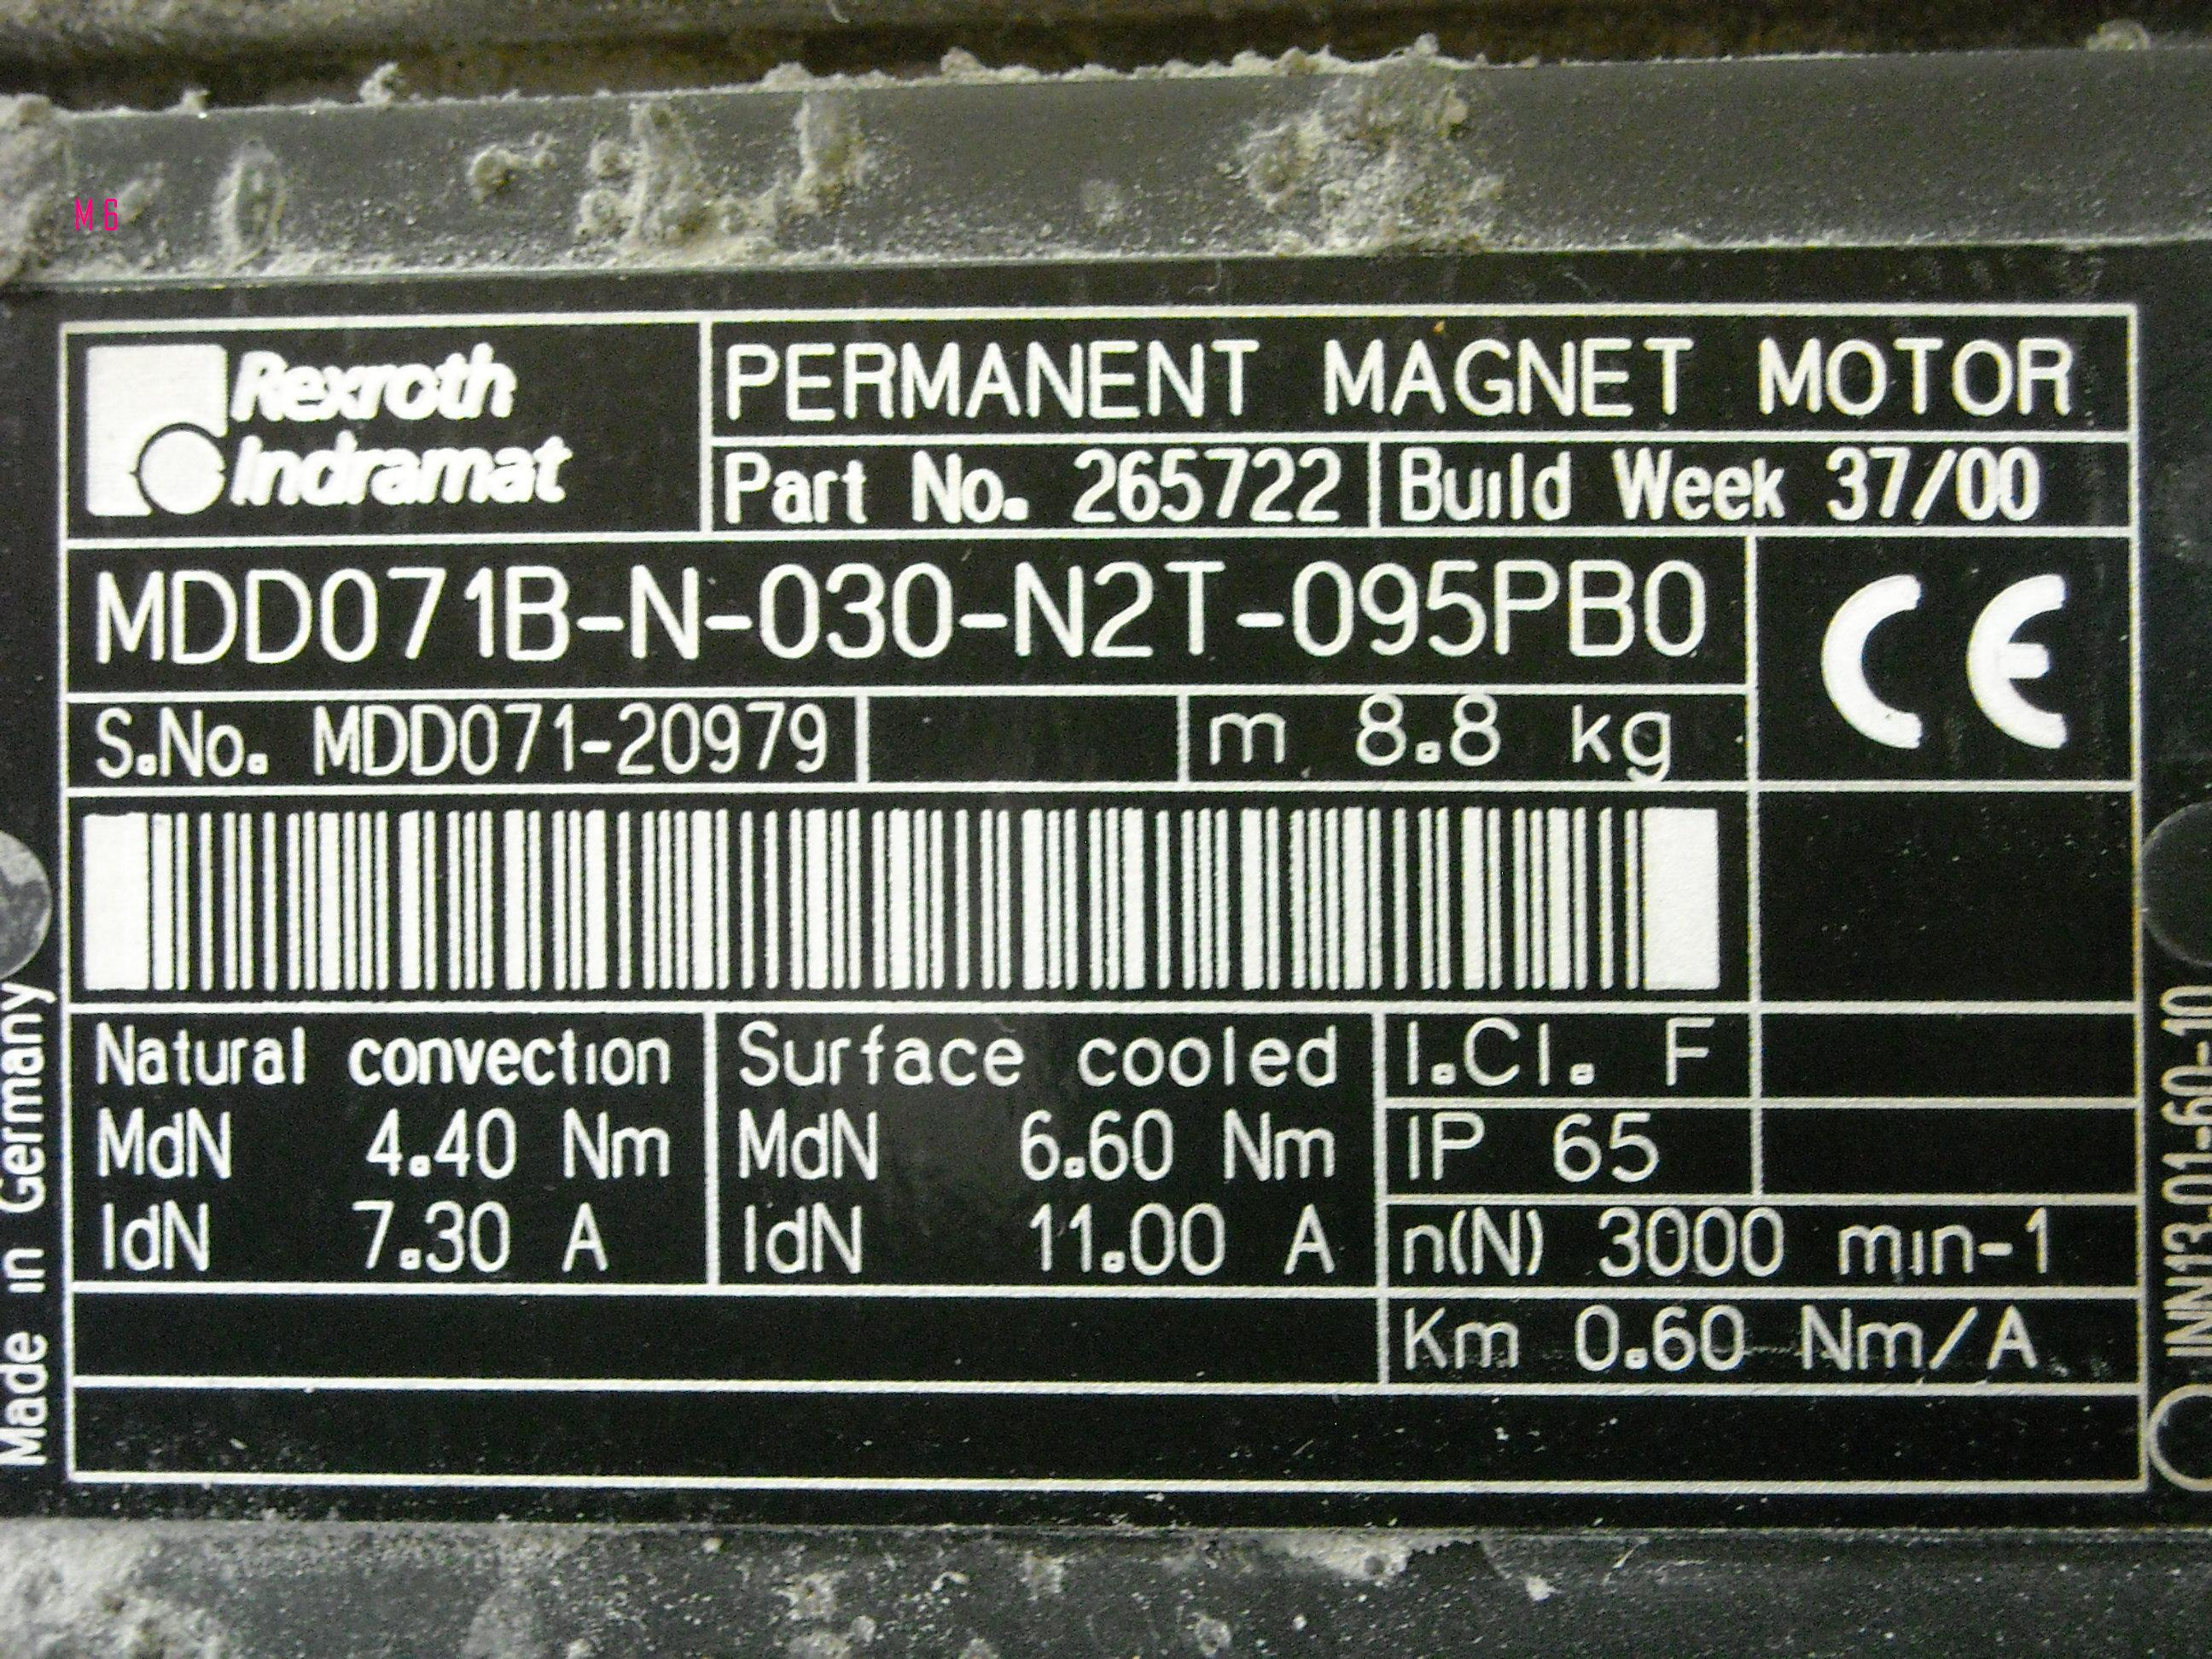 M6
Rexroth
Indramat
PERMANENT MAGNET MOTOR
Part No. 265722
Build Week 37/00
MDD071B-N-030-N2T-095PB0
CE
S.No. MDD071-20979
m 8.8 kg
Natural convection
MdN 4.40 Nm
IdN 7.30 A
Surface cooled
MdN 6.60 Nm
IdN 11.00 A
I.Cl. F
IP 65
n(N) 3000 min-1
Km 0.60 Nm/A
Made in Germany
INN13.01-60-10